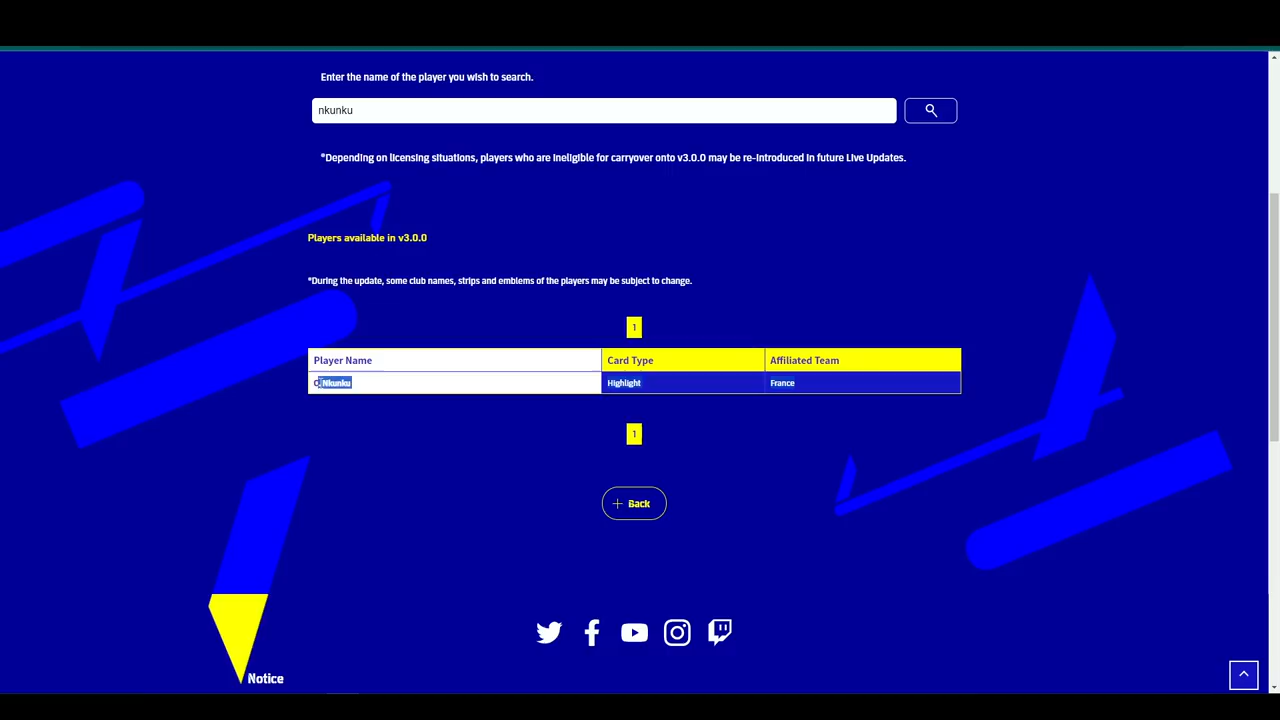 Enter the name of the player you wish to search.
nkunku
*Depending on licensing situations, players who are ineligible for carryover onto v3.0.0 may be re-introduced in future Live Updates.
Players available in v3.0.0
*During the update, some club names, strips and emblems of the players may be subject to change.
1
Player Name Card Type Affiliated Team
Nkunku Highlight France
1
Back
Notice